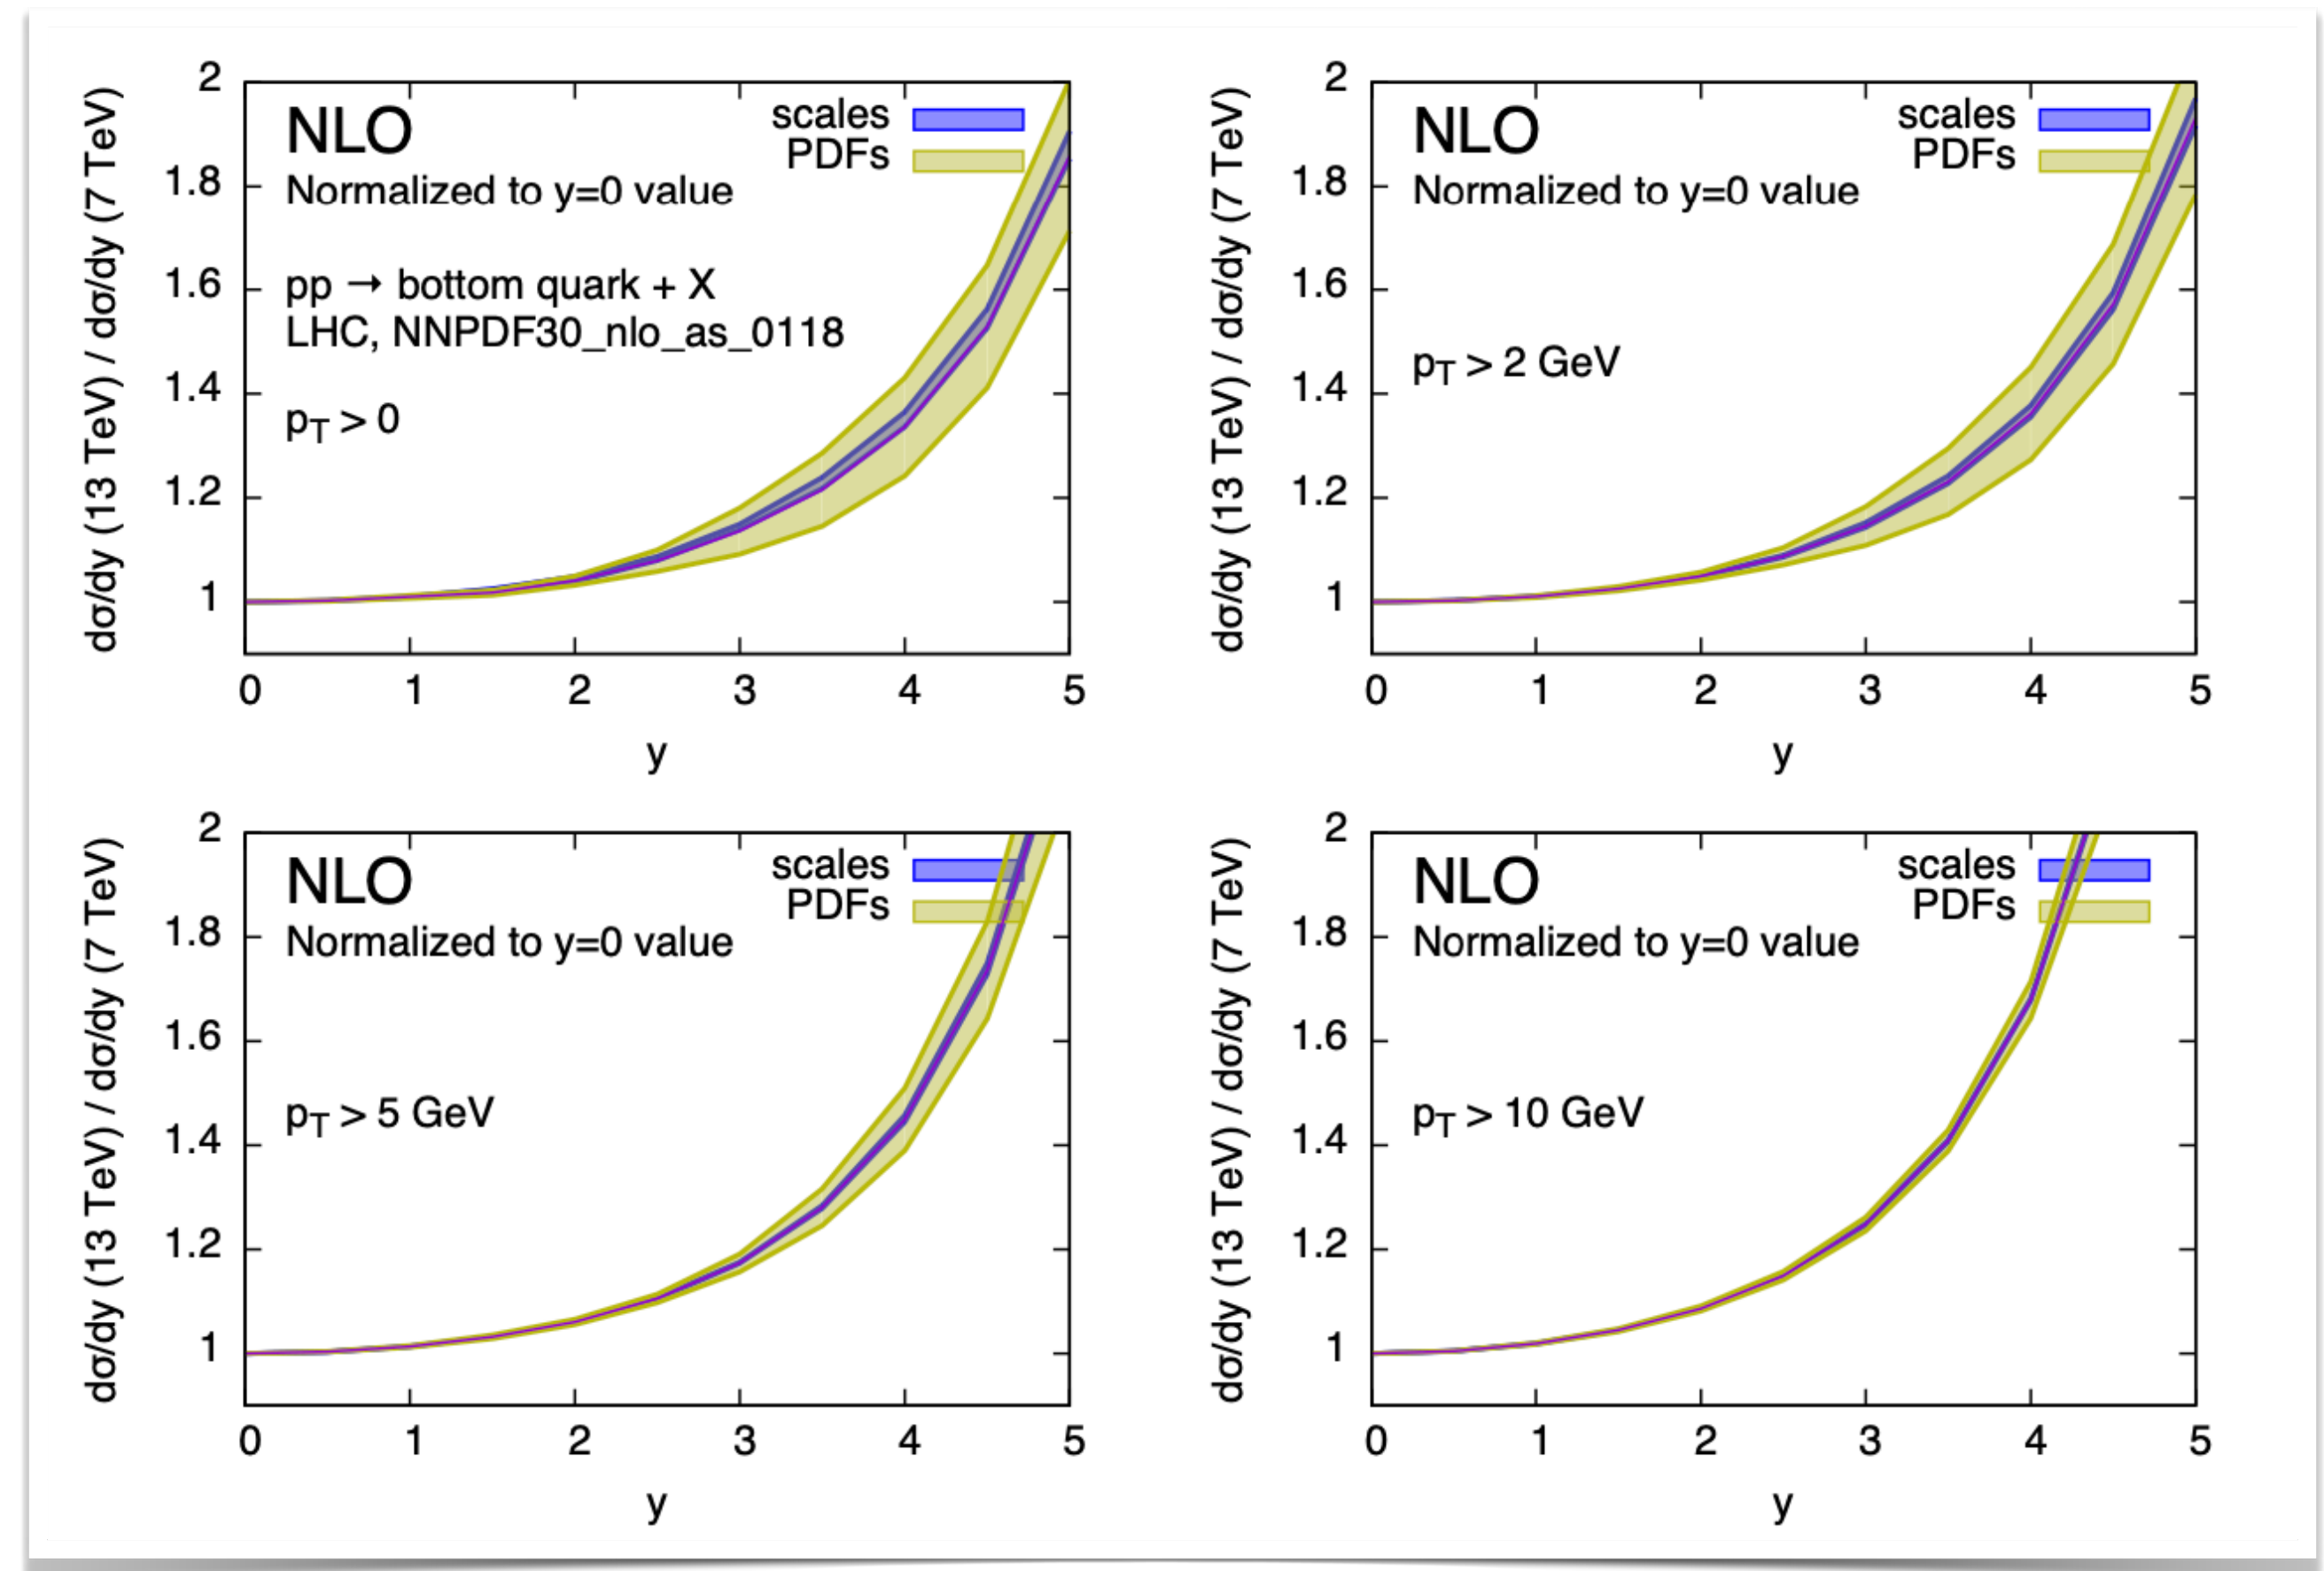 2
1.8
1.6
1.4
1.2
1
dσ/dy (13 TeV) / dσ/dy (7 TeV)
NLO
Normalized to y=0 value
pp → bottom quark + X
LHC, NNPDF30_nlo_as_0118
pT > 0
scales
PDFs
0 1 2 3 4 5
y
2
1.8
1.6
1.4
1.2
1
dσ/dy (13 TeV) / dσ/dy (7 TeV)
NLO
Normalized to y=0 value
pT > 2 GeV
scales
PDFs
0 1 2 3 4 5
y
2
1.8
1.6
1.4
1.2
1
dσ/dy (13 TeV) / dσ/dy (7 TeV)
NLO
Normalized to y=0 value
pT > 5 GeV
scales
PDFs
0 1 2 3 4 5
y
2
1.8
1.6
1.4
1.2
1
dσ/dy (13 TeV) / dσ/dy (7 TeV)
NLO
Normalized to y=0 value
pT > 10 GeV
scales
PDFs
0 1 2 3 4 5
y